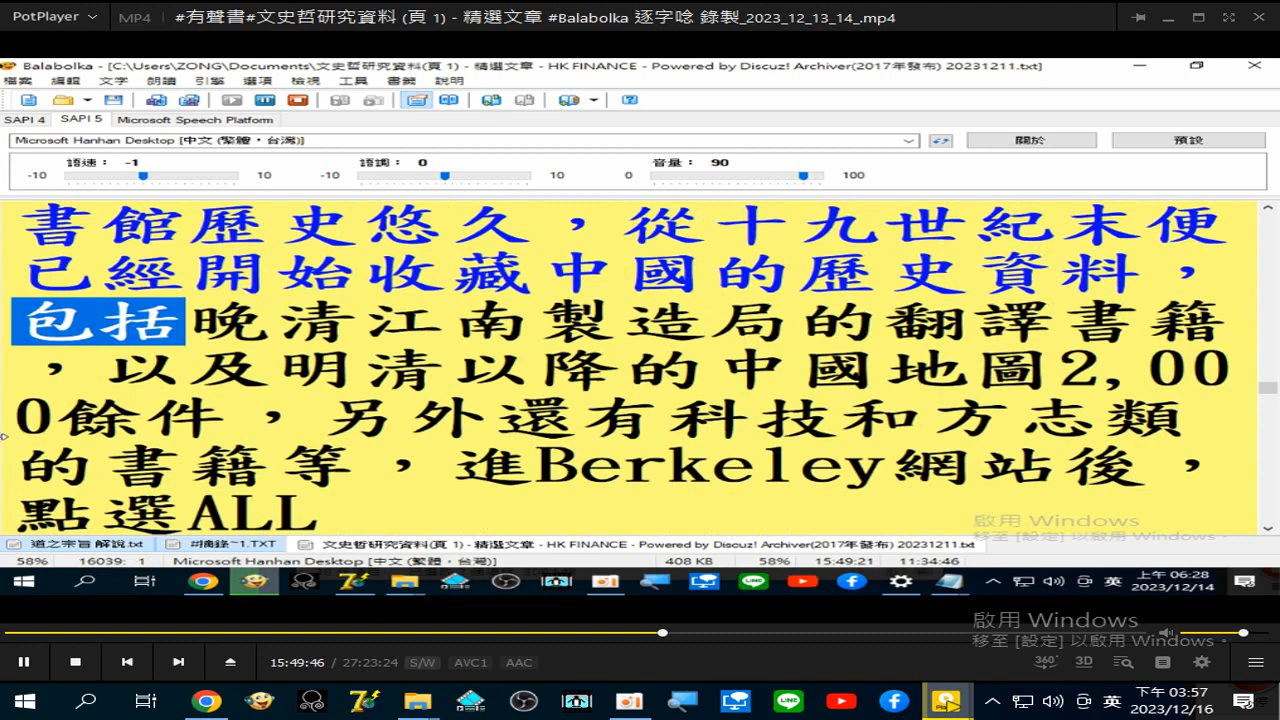 PotPlayer
MP4
#有聲書#文史哲研究資料 (頁 1) - 精選文章 #Balabolka 逐字唸 錄製_2023_12_13_14_.mp4
Balabolka - [C:\Users\ZONG\Documents\文史哲研究資料(頁 1) - 精選文章 - HK FINANCE - Powered by Discuz! Archiver(2017年發布) 20231211.txt]
檔案 編輯 文字 朗讀 引擎 選項 檢視 工具 書籤 說明
SAPI 4 SAPI 5 Microsoft Speech Platform
Microsoft Hanhan Desktop [中文 (繁體，台灣)]
關於 預設
語速： -1 語調： 0 音量： 90
-10 10 -10 10 0 100
書館歷史悠久，從十九世紀末便
已經開始收藏中國的歷史資料，
包括晚清江南製造局的翻譯書籍
，以及明清以降的中國地圖2,00
0餘件，另外還有科技和方志類
的書籍等，進Berkeley網站後，
點選ALL
啟用 Windows
移至 [設定] 以啟用 Windows。
道之宗旨 解說.txt #摘錄~1.TXT 文史哲研究資料(頁 1) - 精選文章 - HK FINANCE - Powered by Discuz! Archiver(2017年發布) 20231211.txt
58% 16039: 1 Microsoft Hanhan Desktop [中文 (繁體，台灣)] 408 KB 58% 15:49:21 11:34:46
英 上午 06:28
2023/12/14
啟用 Windows
移至 [設定] 以啟用 Windows。
15:49:46 / 27:23:24 S/W AVC1 AAC
360° 3D
英 下午 03:57
2023/12/16